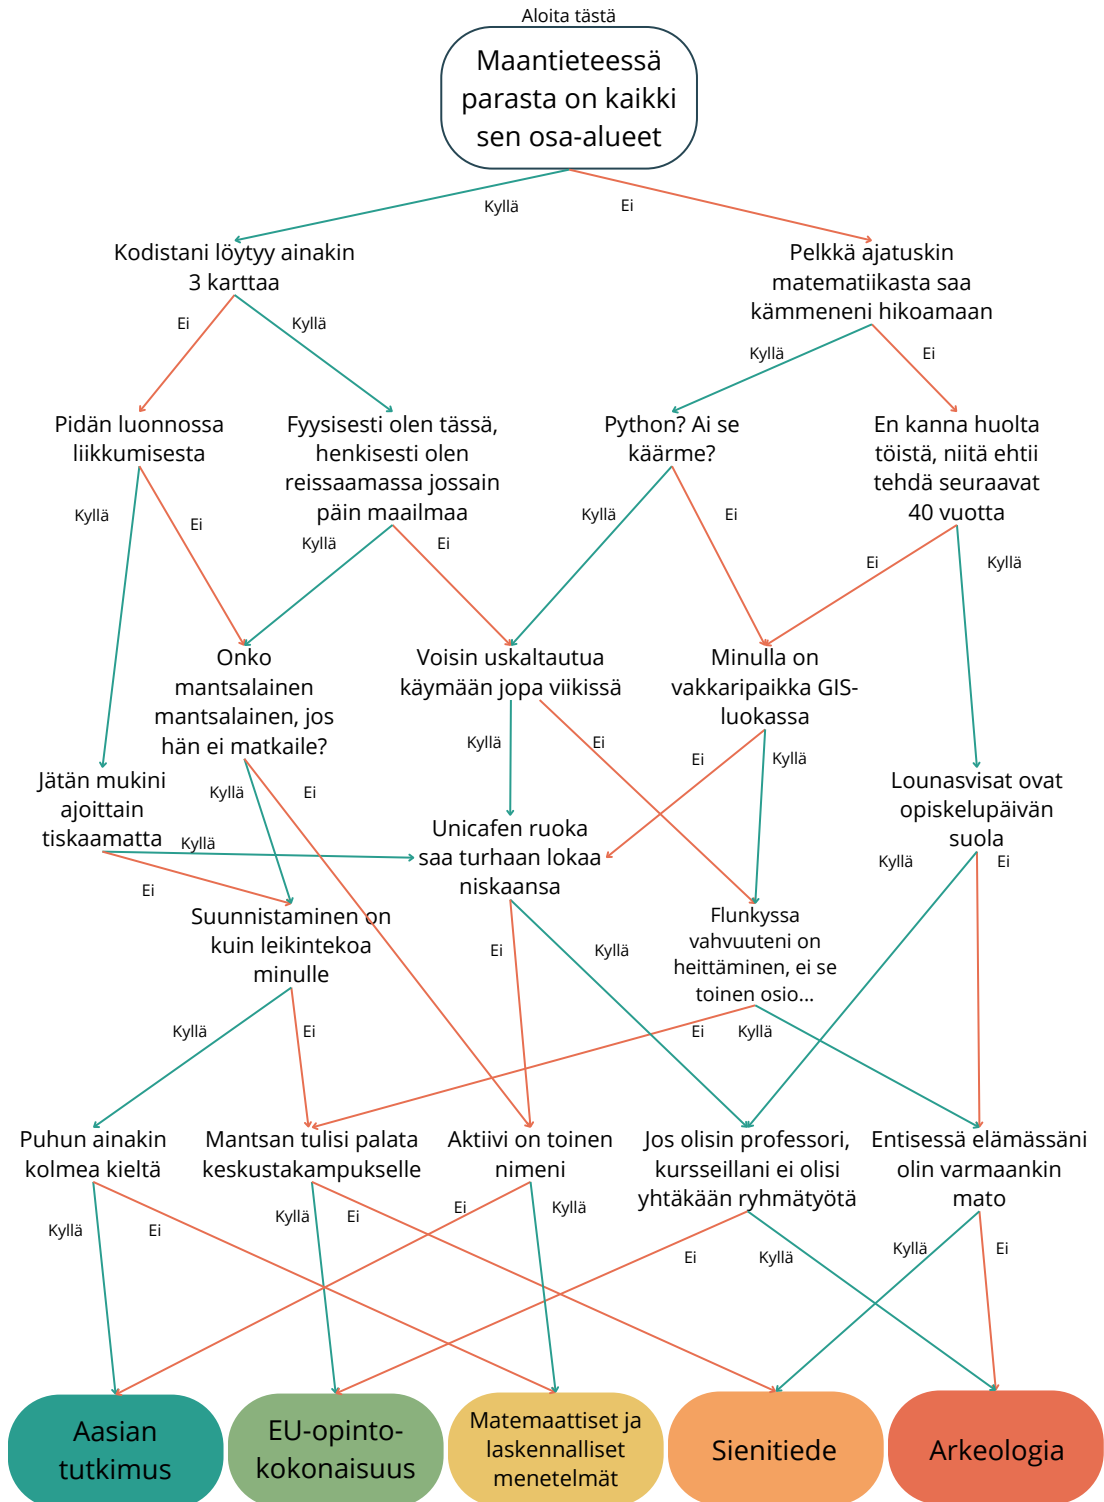 Aloita tästä
Maantieteessä
parasta on kaikki
sen osa-alueet
Kyllä
Ei
Kodistani löytyy ainakin
3 karttaa
Pelkkä ajatuskin
matematiikasta saa
kämmeneni hikoamaan
Ei
Kyllä
Kyllä
Ei
Pidän luonnossa
liikkumisesta
Fyysisesti olen tässä,
henkisesti olen
reissaamassa jossain
päin maailmaa
Python? Ai se
käärme?
En kanna huolta
töistä, niitä ehtii
tehdä seuraavat
40 vuotta
Kyllä
Ei
Kyllä
Ei
Kyllä
Ei
Ei
Kyllä
Onko
mantsalainen
mantsalainen, jos
hän ei matkaile?
Voisin uskaltautua
käymään jopa viikissä
Minulla on
vakkaripaikka GIS-
luokassa
Kyllä
Ei
Kyllä
Ei
Ei
Kyllä
Jätän mukini
ajoittain
tiskaamatta
Lounasvisat ovat
opiskelupäivän
suola
Kyllä
Ei
Unicafen ruoka
saa turhaan lokaa
niskaansa
Kyllä
Ei
Suunnistaminen on
kuin leikintekoa
minulle
Flunkyssa
vahvuuteni on
heittäminen, ei se
toinen osio...
Ei
Kyllä
Kyllä
Ei
Ei
Kyllä
Puhun ainakin
kolmea kieltä
Mantsan tulisi palata
keskustakampukselle
Aktiivi on toinen
nimeni
Jos olisin professori,
kursseillani ei olisi
yhtäkään ryhmätyötä
Entisessä elämässäni
olin varmaankin
mato
Kyllä
Ei
Kyllä
Ei
Ei
Kyllä
Ei
Kyllä
Kyllä
Ei
Aasian
tutkimus
EU-opinto-
kokonaisuus
Matemaattiset ja
laskennalliset
menetelmät
Sienitiede
Arkeologia